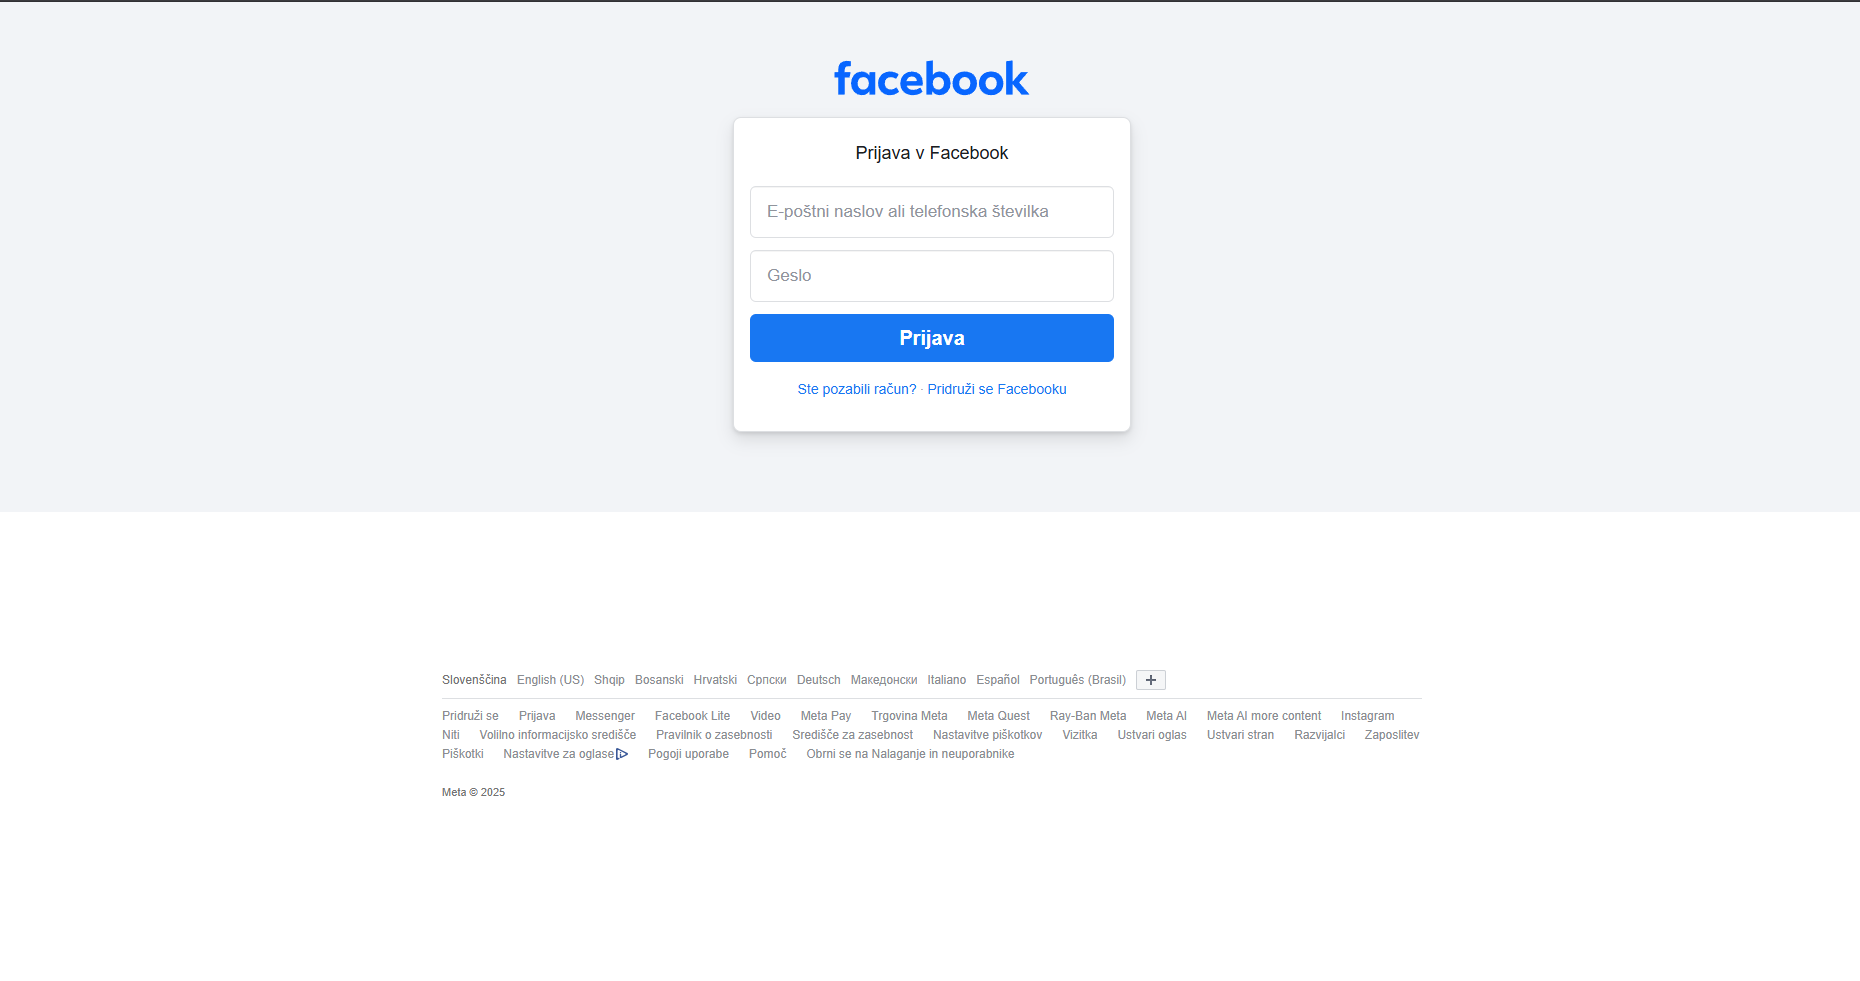 facebook
Prijava v Facebook
E-poštni naslov ali telefonska številka
Geslo
Prijava
Ste pozabili račun? · Pridruži se Facebooku
Slovenščina English (US) Shqip Bosanski Hrvatski Српски Deutsch Македонски Italiano Español Português (Brasil) +
Pridruži se Prijava Messenger Facebook Lite Video Meta Pay Trgovina Meta Meta Quest Ray-Ban Meta Meta AI Meta AI more content Instagram
Niti Volilno informacijsko središče Pravilnik o zasebnosti Središče za zasebnost Nastavitve piškotkov Vizitka Ustvari oglas Ustvari stran Razvijalci Zaposlitev
Piškotki Nastavitve za oglase Pogoji uporabe Pomoč Obrni se na Nalaganje in neuporabnike
Meta © 2025